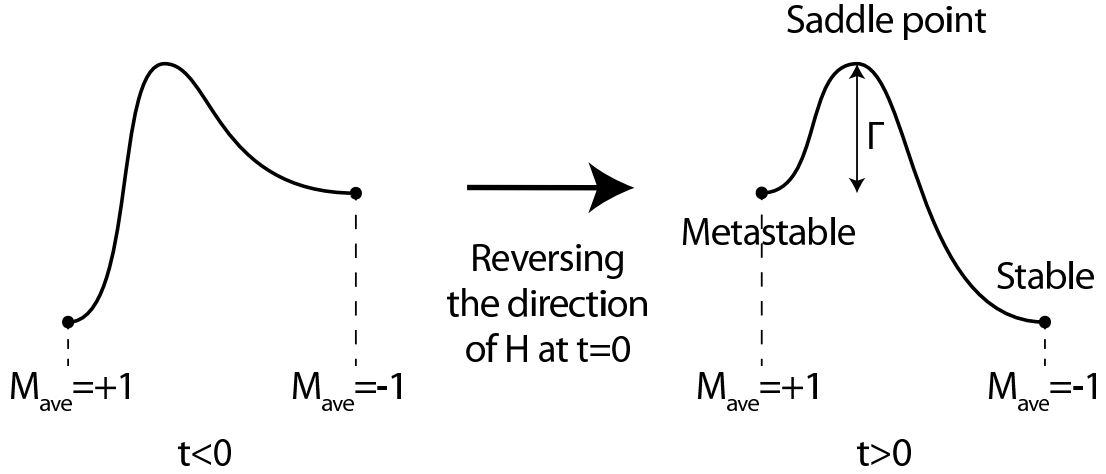 Saddle point
Γ
Metastable
Stable
Reversing
the direction
of H at t=0
M_ave=+1
M_ave=-1
M_ave=+1
M_ave=-1
t<0
t>0